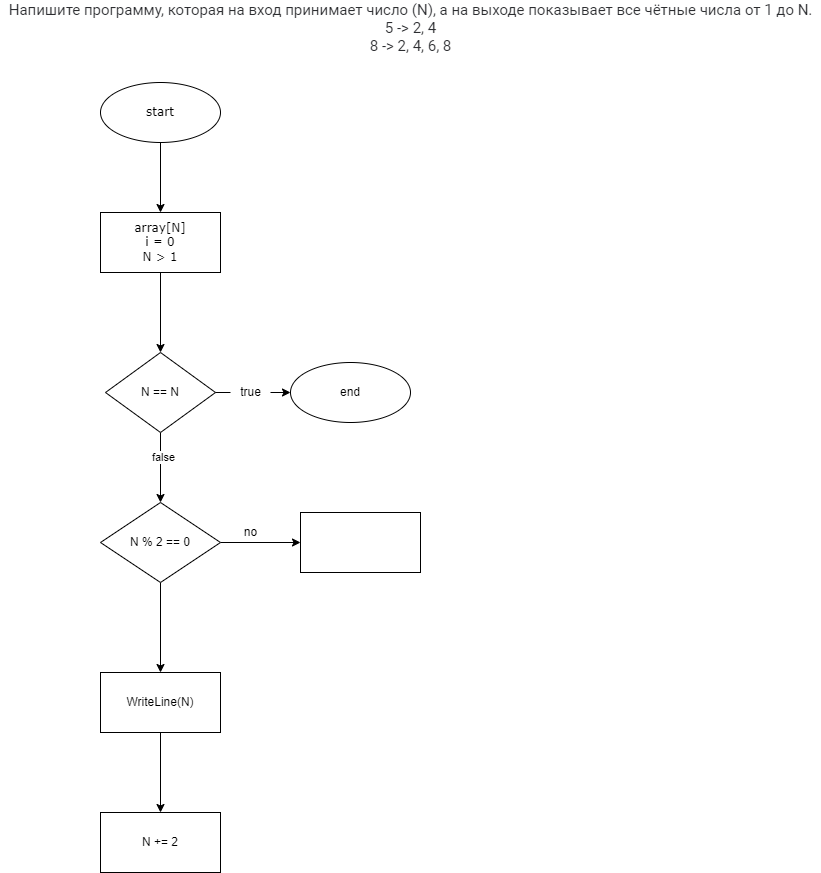 Напишите программу, которая на вход принимает число (N), а на выходе показывает все чётные числа от 1 до N.
5 -> 2, 4
8 -> 2, 4, 6, 8
start
array[N]
i = 0
N > 1
N == N
true
end
false
N % 2 == 0
no
WriteLine(N)
N += 2